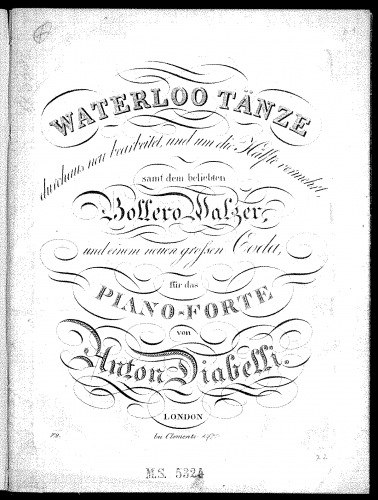 WATERLOO TÄNZE
durchaus neu bearbeitet, und um die Hälfte vermehrt,
samt dem beliebten
Bollero Walzer,
und einem neuen großen Coda,
für das
PIANO-FORTE
von
Anton Diabelli.
LONDON
bei Clementi
M.S. 5324
22